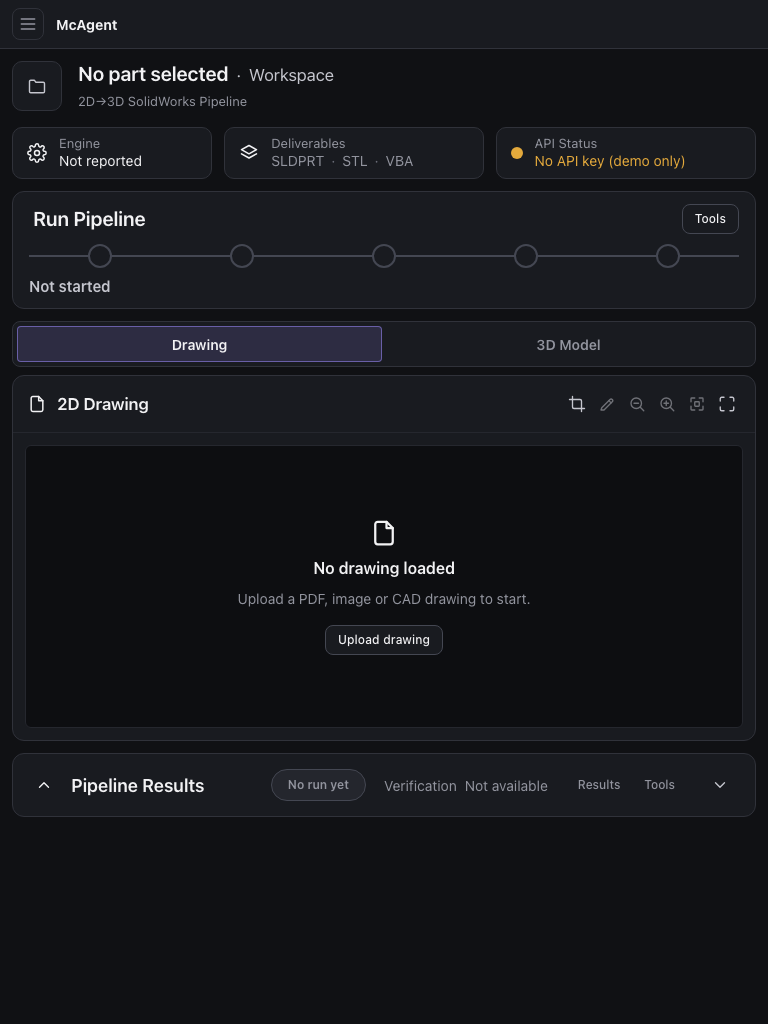 McAgent
No part selected · Workspace
2D→3D SolidWorks Pipeline
Engine
Not reported
Deliverables
SLDPRT · STL · VBA
API Status
No API key (demo only)
Run Pipeline
Tools
Not started
Drawing
3D Model
2D Drawing
No drawing loaded
Upload a PDF, image or CAD drawing to start.
Upload drawing
Pipeline Results
No run yet
Verification Not available
Results
Tools